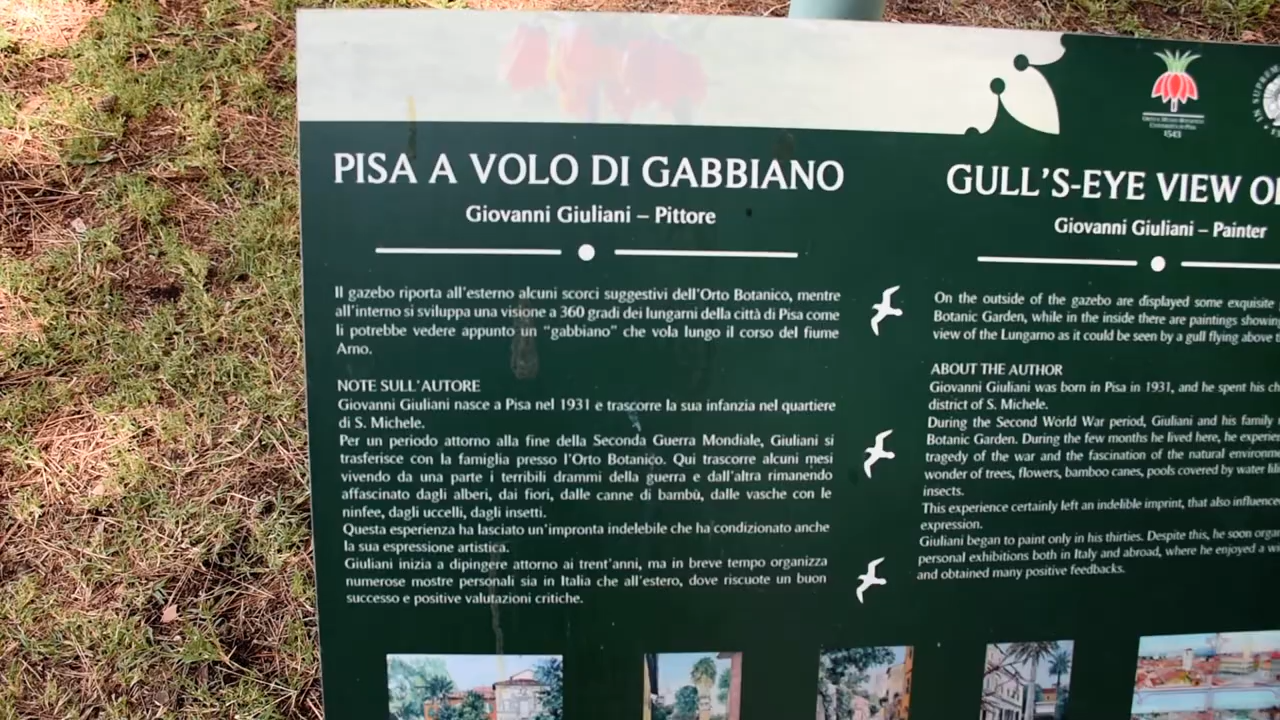 PISA A VOLO DI GABBIANO
Giovanni Giuliani – Pittore
Il gazebo riporta all'esterno alcuni scorci suggestivi dell'Orto Botanico, mentre
all'interno si sviluppa una visione a 360 gradi dei lungarni della città di Pisa come
li potrebbe vedere appunto un "gabbiano" che vola lungo il corso del fiume
Arno.
NOTE SULL'AUTORE
Giovanni Giuliani nasce a Pisa nel 1931 e trascorre la sua infanzia nel quartiere
di S. Michele.
Per un periodo attorno alla fine della Seconda Guerra Mondiale, Giuliani si
trasferisce con la famiglia presso l'Orto Botanico. Qui trascorre alcuni mesi
vivendo da una parte i terribili drammi della guerra e dall'altra rimanendo
affascinato dagli alberi, dai fiori, dalle canne di bambù, dalle vasche con le
ninfee, dagli uccelli, dagli insetti.
Questa esperienza ha lasciato un'impronta indelebile che ha condizionato anche
la sua espressione artistica.
Giuliani inizia a dipingere attorno ai trent'anni, ma in breve tempo organizza
numerose mostre personali sia in Italia che all'estero, dove riscuote un buon
successo e positive valutazioni critiche.
1543
GULL'S-EYE VIEW
Giovanni Giuliani – Painter
On the outside of the gazebo are displayed some exquisite
Botanic Garden, while in the inside there are paintings showing
view of the Lungarno as it could be seen by a gull flying above
ABOUT THE AUTHOR
Giovanni Giuliani was born in Pisa in 1931, and he spent his
district of S. Michele.
During the Second World War period, Giuliani and his family
Botanic Garden. During the few months he lived here, he
tragedy of the war and the fascination of the natural
wonder of trees, flowers, bamboo canes, pools covered by water
insects.
This experience certainly left an indelible imprint, that also
expression.
Giuliani began to paint only in his thirties. Despite this, he soon
personal exhibitions both in Italy and abroad, where he enjoyed a
and obtained many positive feedbacks.